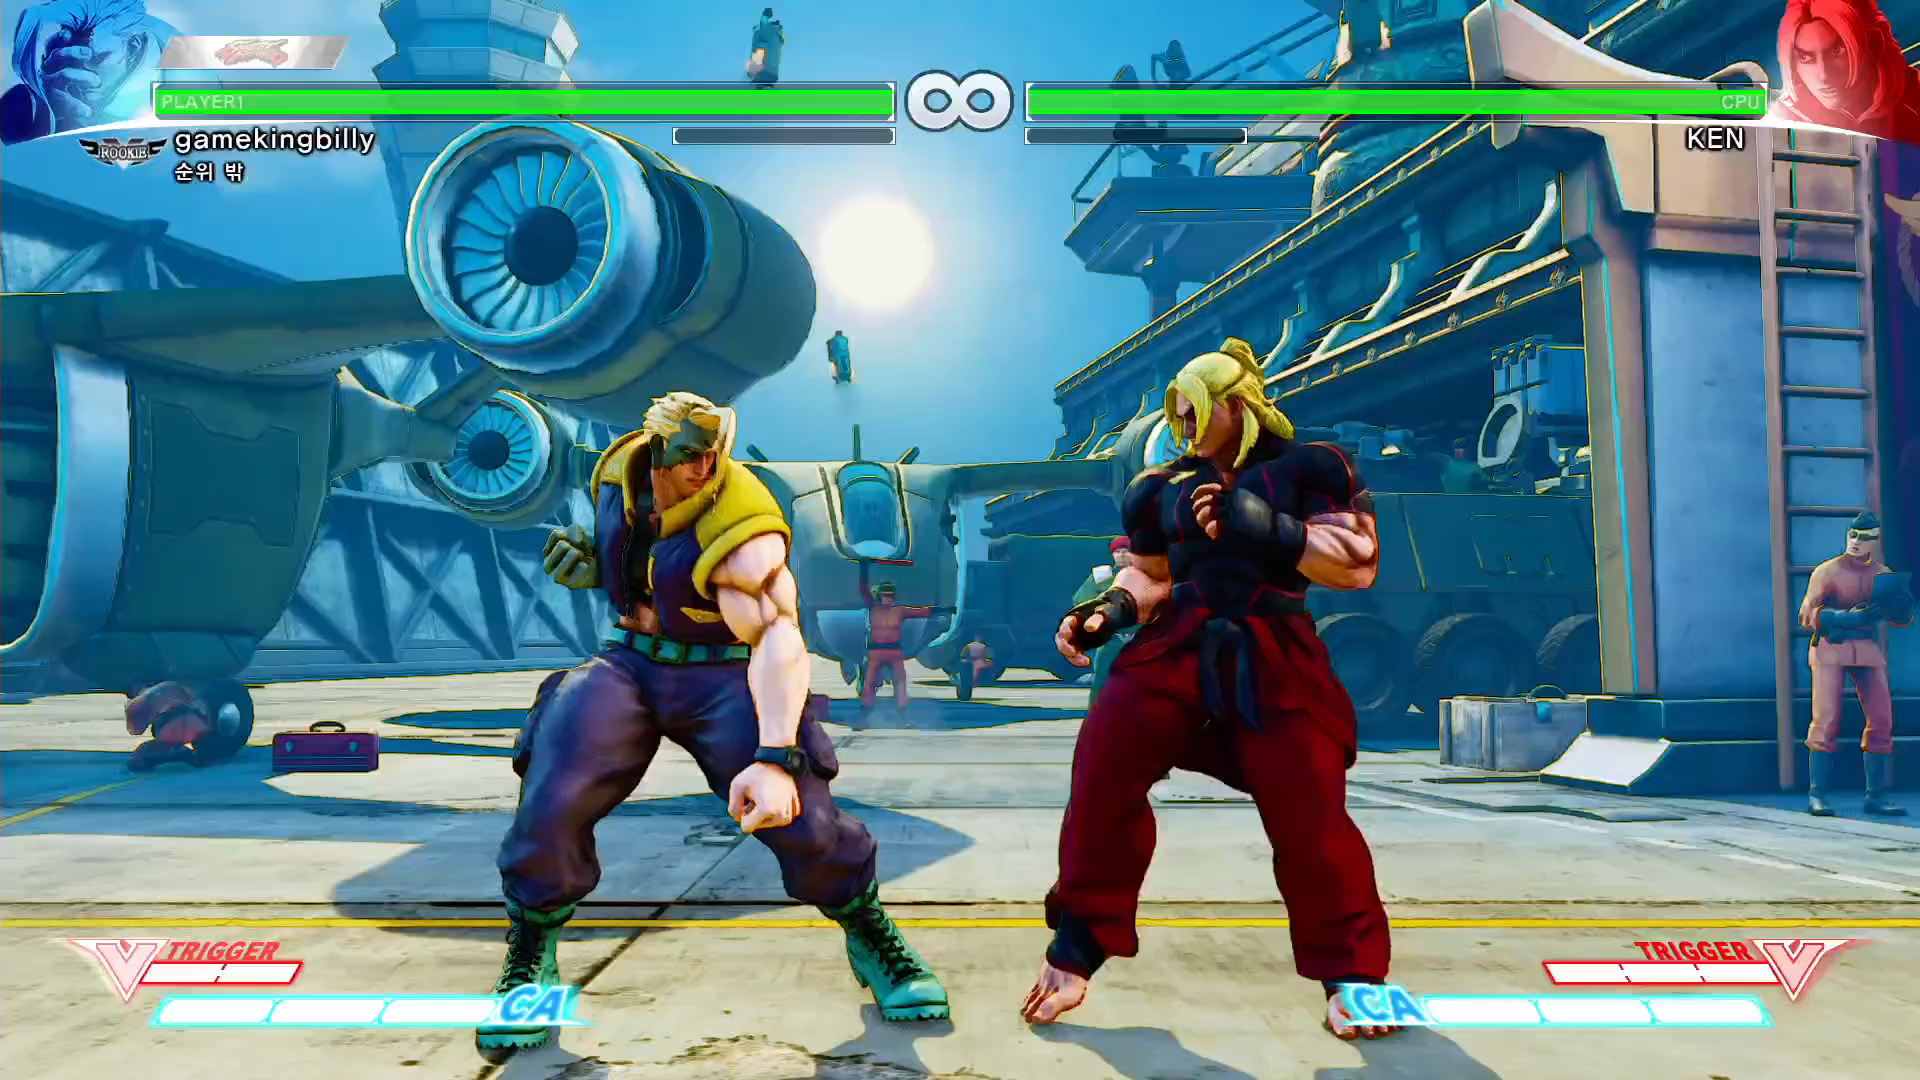 PLAYER1
CPU
gamekingbilly
KEN
ROOKIE
순위 밖
TRIGGER
TRIGGER
CA
CA